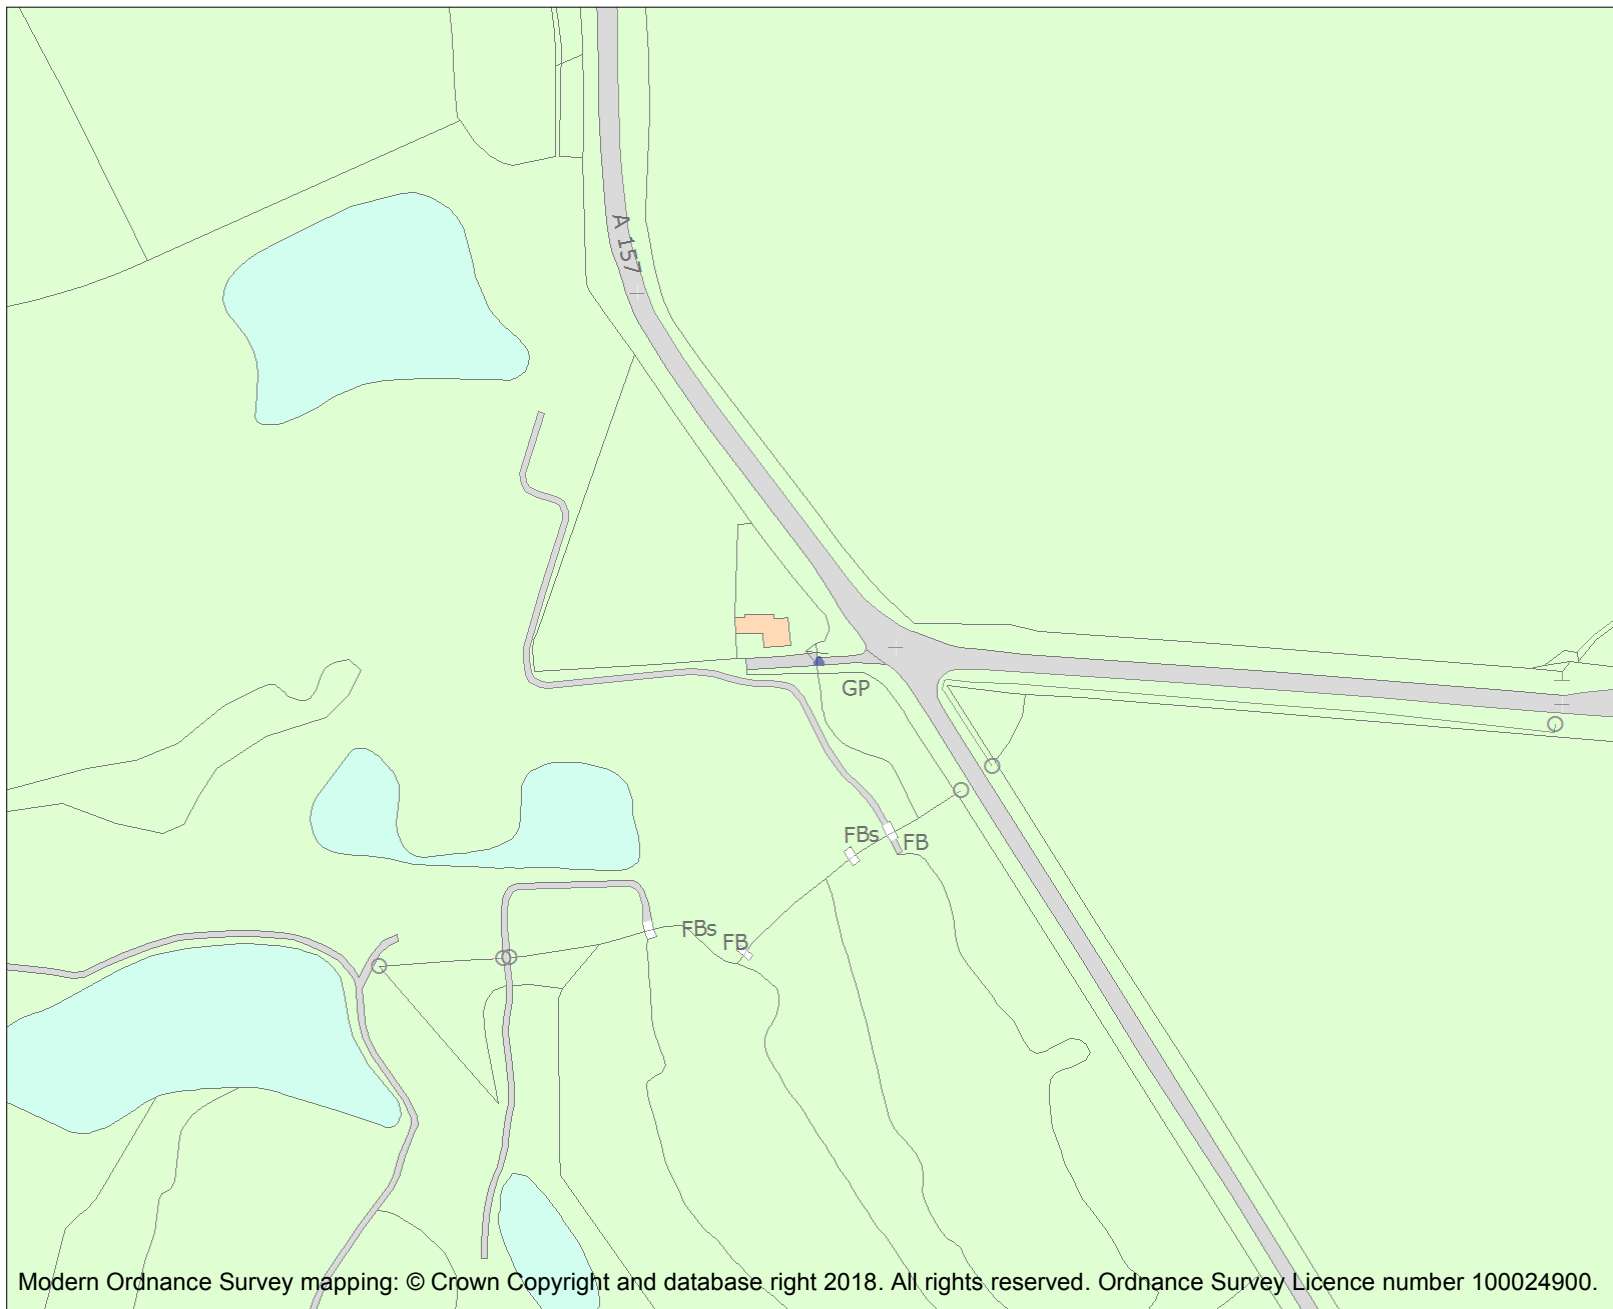 A 157
GP
FBs
FB
FBs
FB
Modern Ordnance Survey mapping: © Crown Copyright and database right 2018. All rights reserved. Ordnance Survey Licence number 100024900.